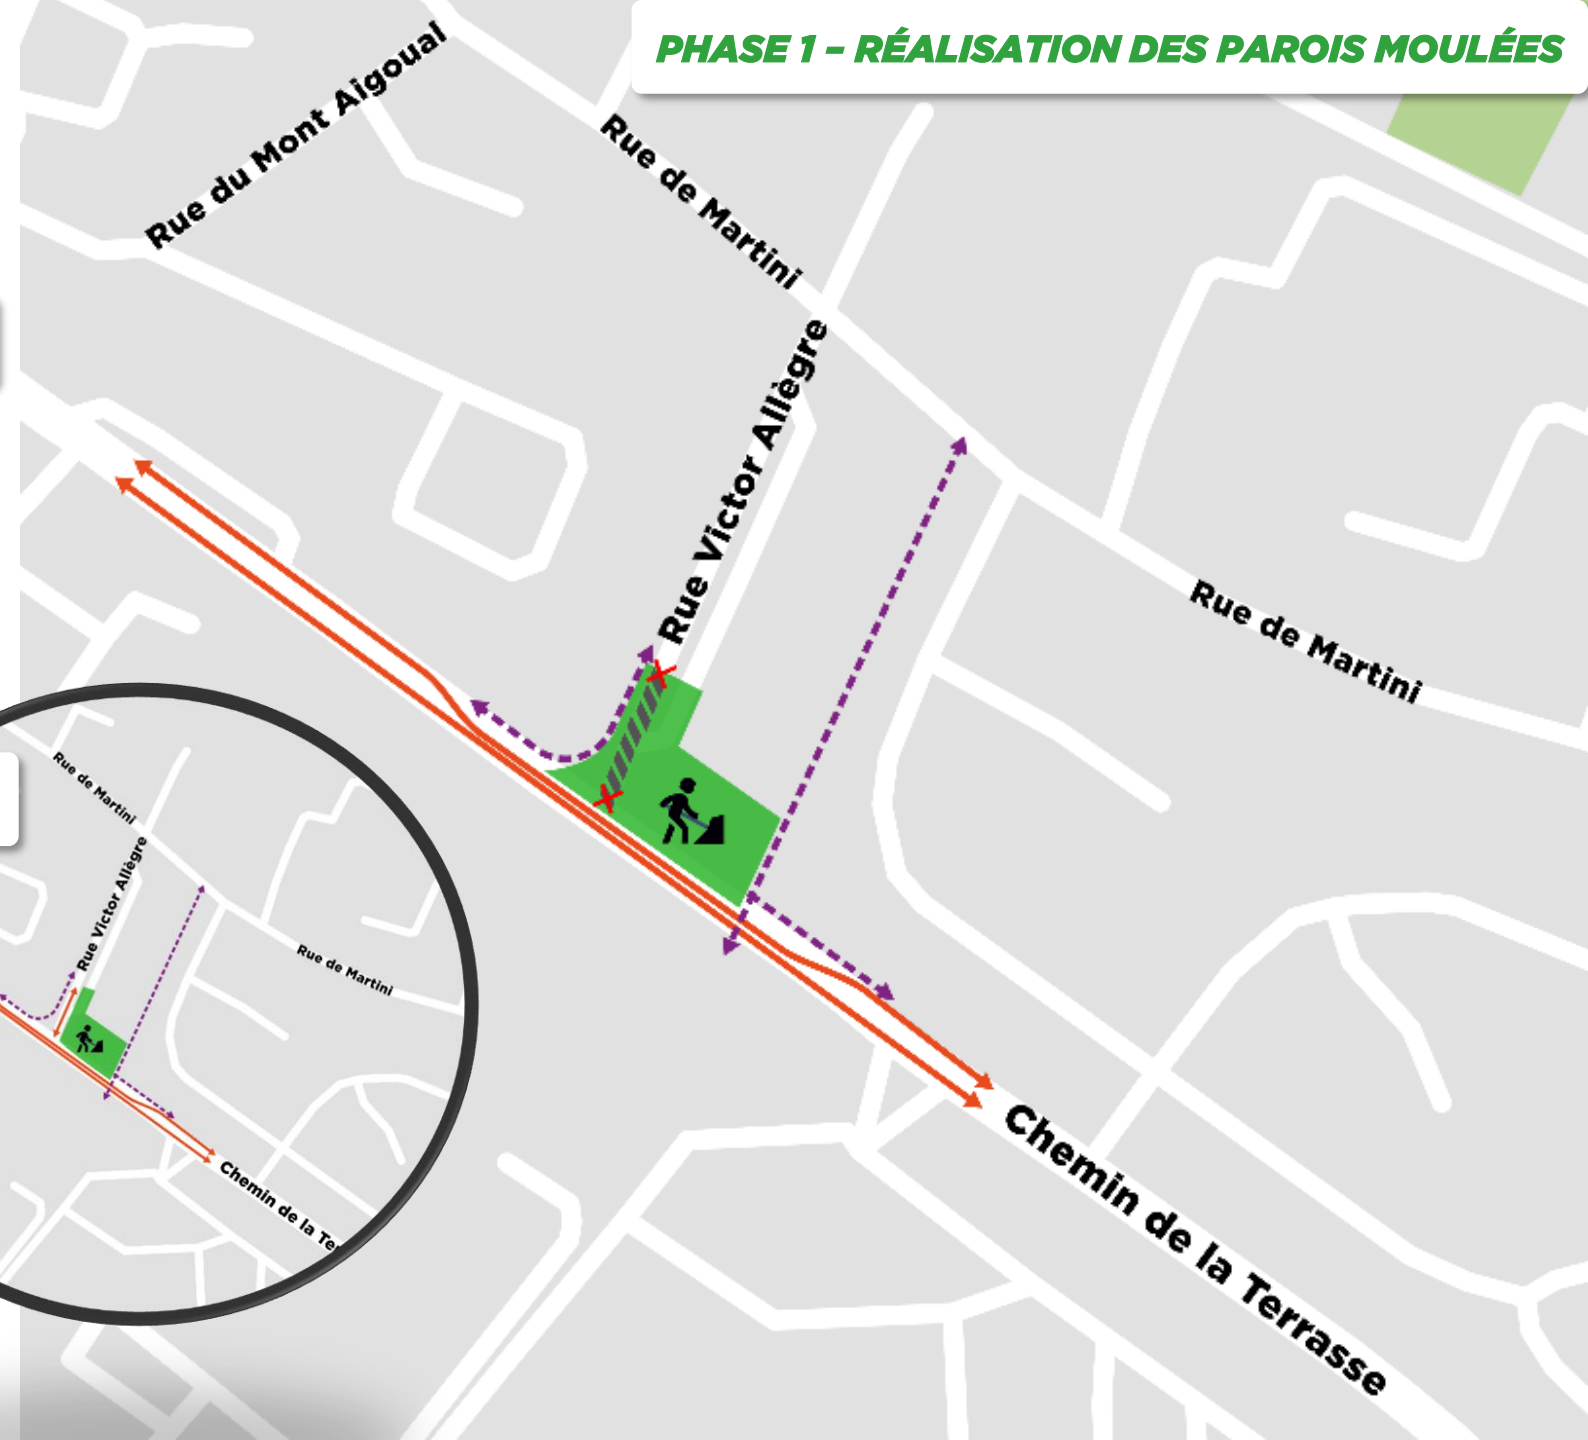 PHASE 1 – RÉALISATION DES PAROIS MOULÉES
Rue du Mont Aigoual
Rue de Martini
Rue Victor Allègre
Rue de Martini
Chemin de la Terrasse
Rue de Martini
Rue Victor Allègre
Rue de Martini
Chemin de la Te